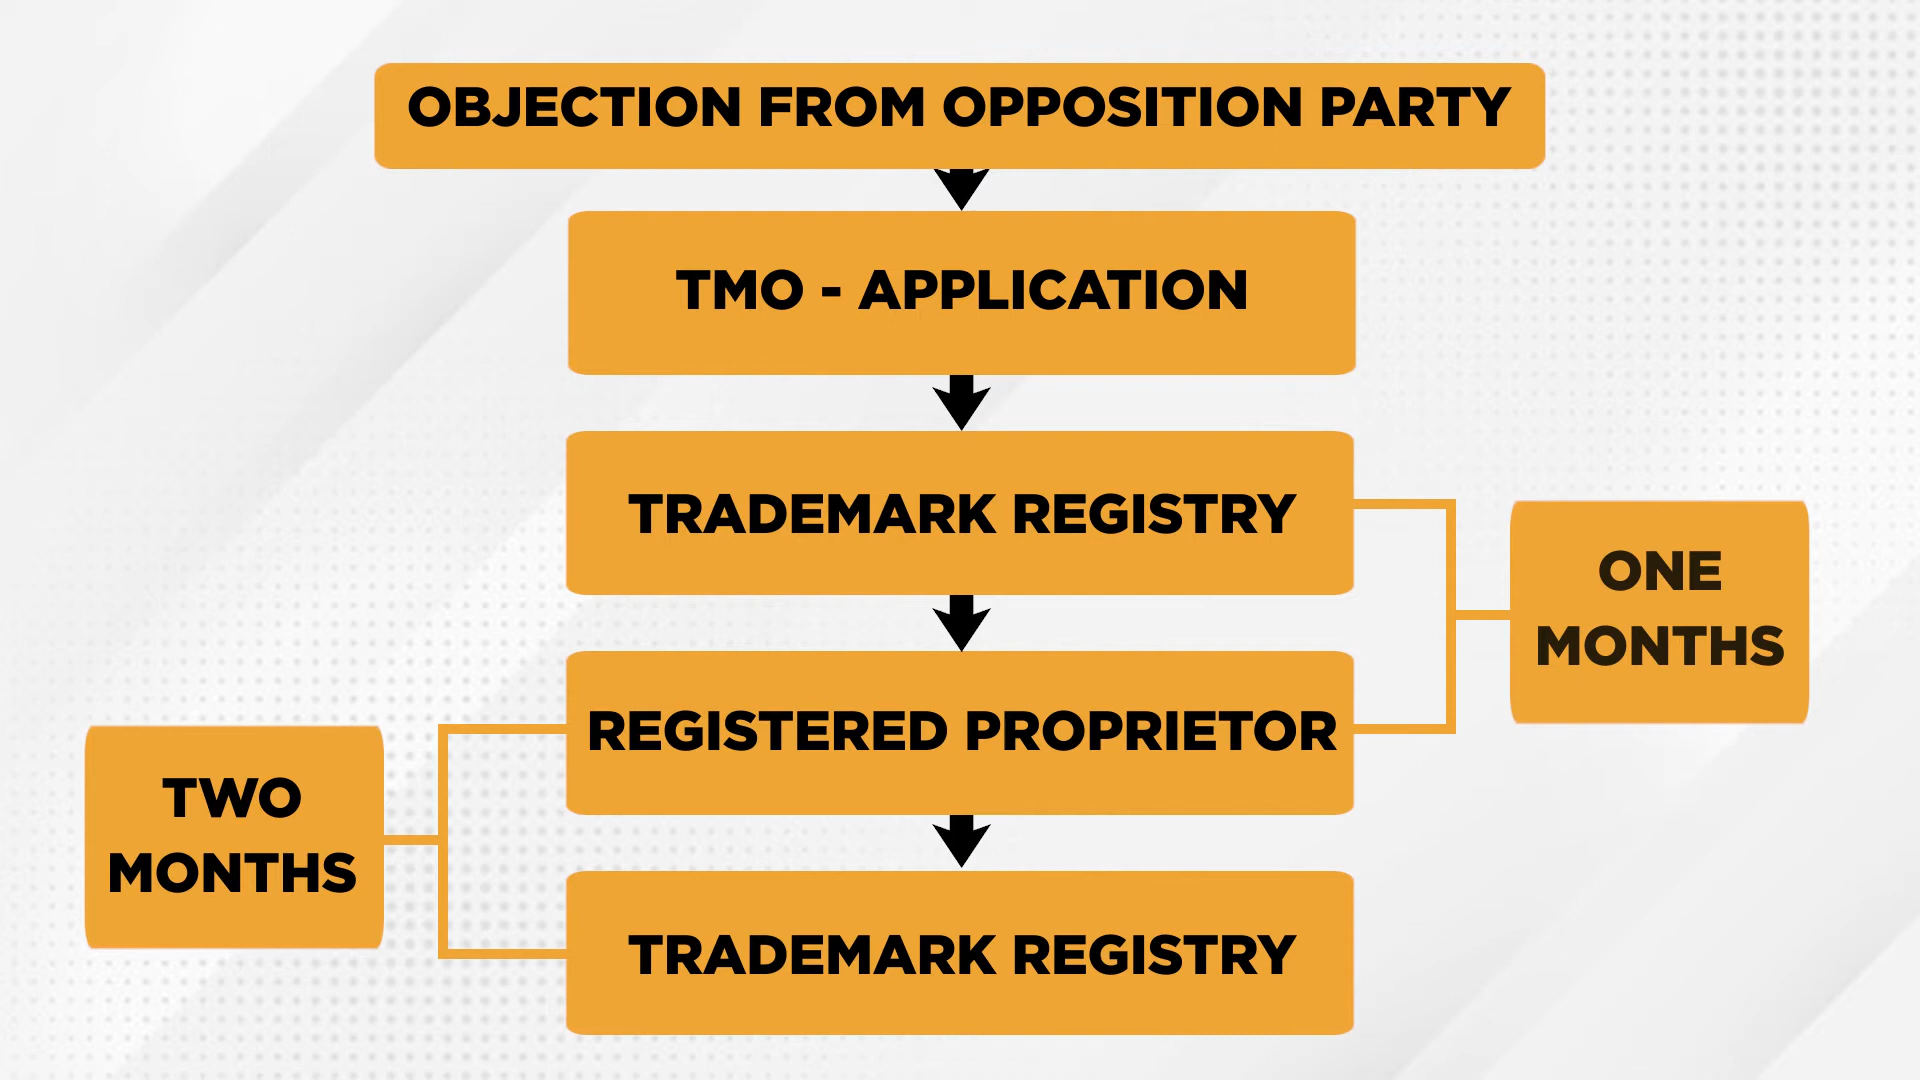 OBJECTION FROM OPPOSITION PARTY
TMO - APPLICATION
TRADEMARK REGISTRY
ONE
MONTHS
REGISTERED PROPRIETOR
TWO
MONTHS
TRADEMARK REGISTRY